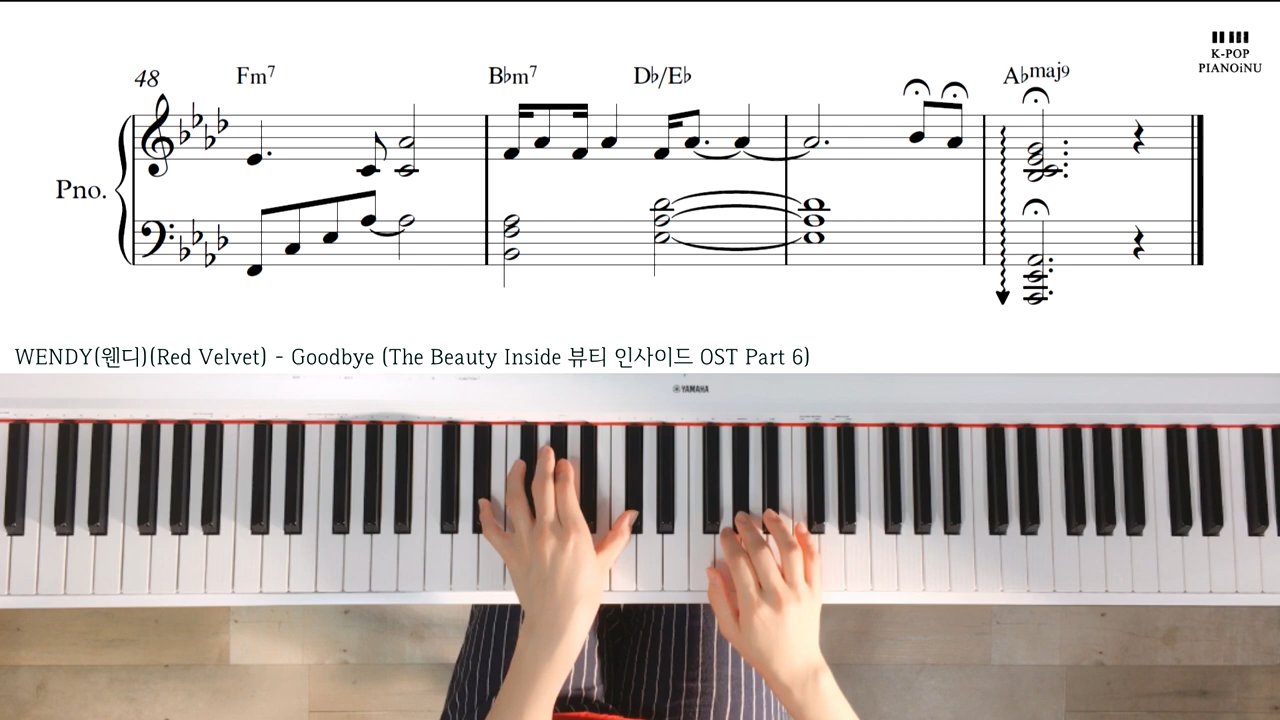 K-POP
PIANOiNU
48 Fm7 B♭m7 D♭/E♭ A♭maj9
Pno.
WENDY(웬디)(Red Velvet) - Goodbye (The Beauty Inside 뷰티 인사이드 OST Part 6)
YAMAHA